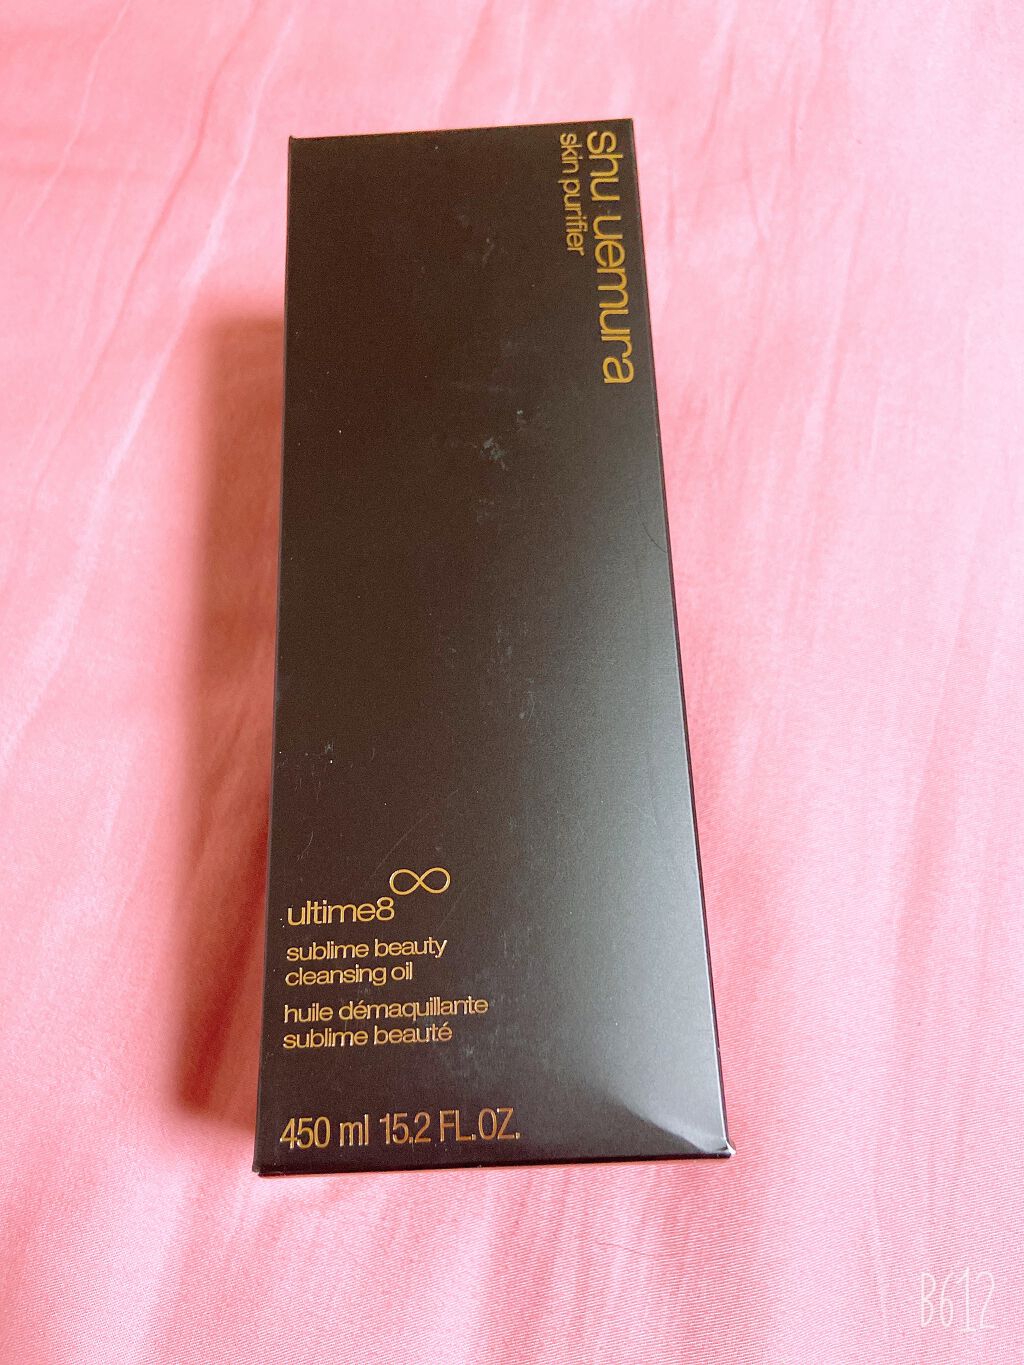 shu uemura
skin purifier
ultime8∞
sublime beauty
cleansing oil
huile démaquillante
sublime beauté
450 ml 15.2 FL.OZ.
B612